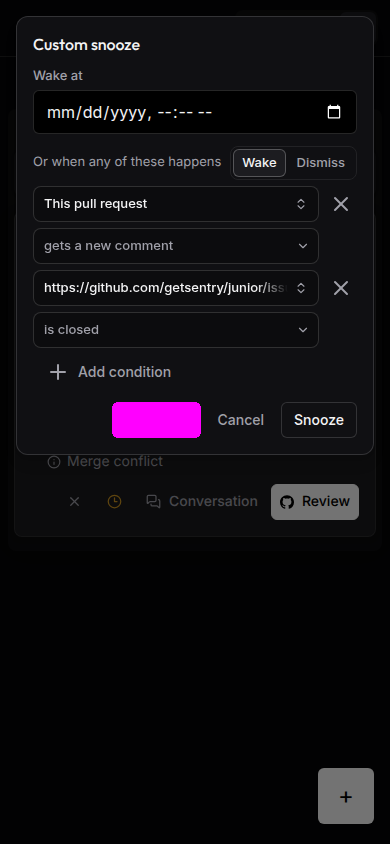 Custom snooze
Wake at
mm/dd/yyyy, --:-- --
Or when any of these happens
Wake
Dismiss
This pull request
gets a new comment
https://github.com/getsentry/junior/iss
is closed
Add condition
Cancel
Snooze
Merge conflict
Conversation
Review
+